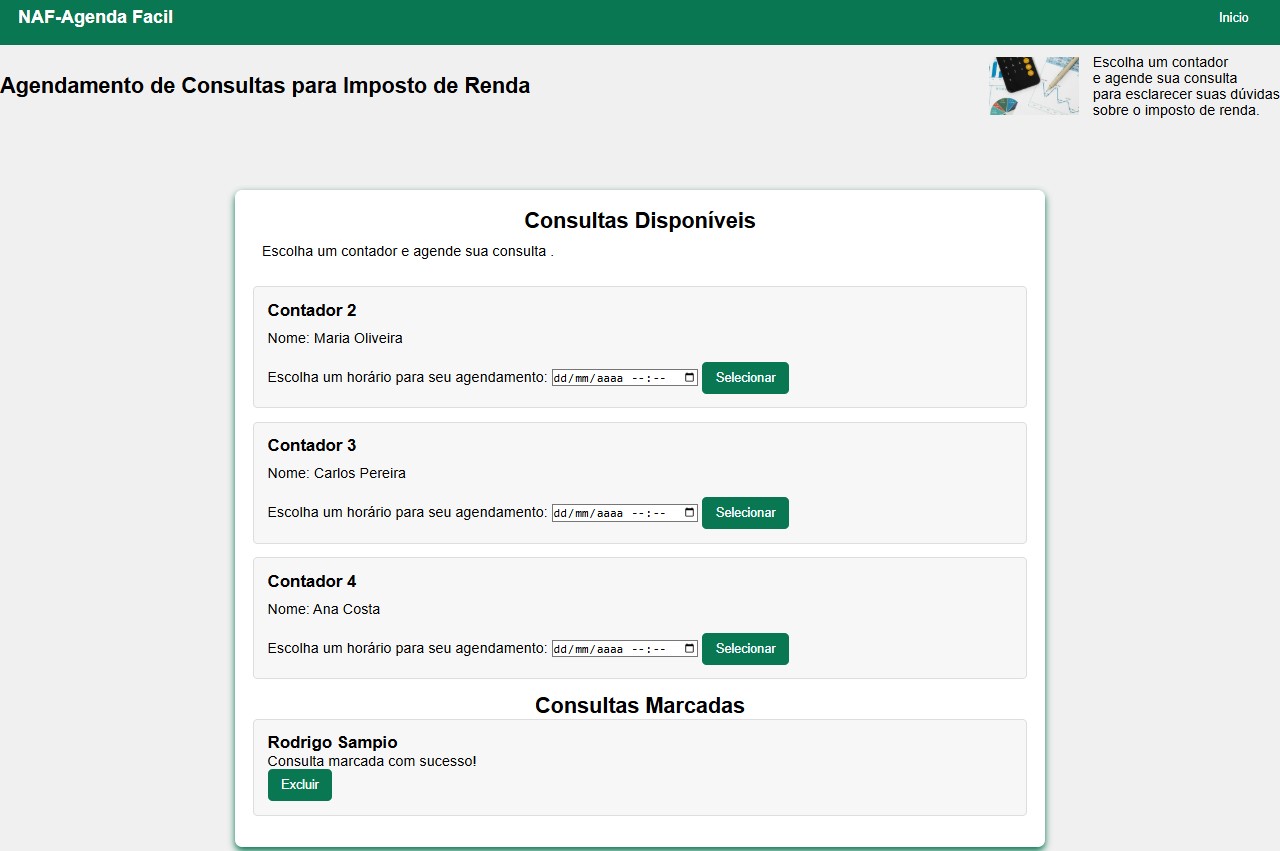 NAF-Agenda Facil
Inicio
Agendamento de Consultas para Imposto de Renda
Escolha um contador
e agende sua consulta
para esclarecer suas dúvidas
sobre o imposto de renda.
Consultas Disponíveis
Escolha um contador e agende sua consulta .
Contador 2
Nome: Maria Oliveira
Escolha um horário para seu agendamento: dd/mm/aaaa --:-- Selecionar
Contador 3
Nome: Carlos Pereira
Escolha um horário para seu agendamento: dd/mm/aaaa --:-- Selecionar
Contador 4
Nome: Ana Costa
Escolha um horário para seu agendamento: dd/mm/aaaa --:-- Selecionar
Consultas Marcadas
Rodrigo Sampio
Consulta marcada com sucesso!
Excluir